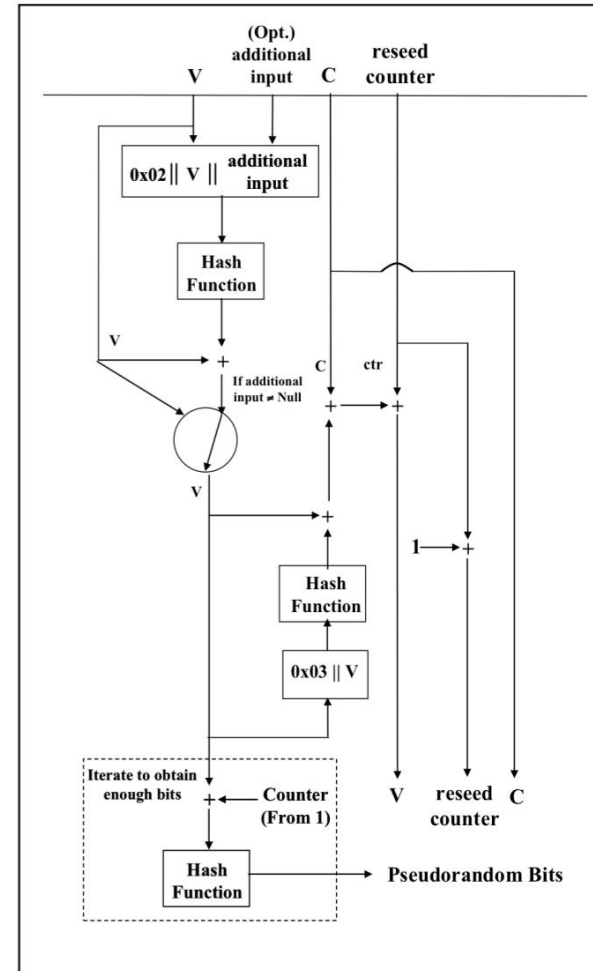 (Opt.)
additional
input
V
C
reseed
counter
0x02 || V ||
additional
input
Hash
Function
V
+
If additional
input ≠ Null
C
ctr
+
+
V
+
1
+
Hash
Function
0x03 || V
Iterate to obtain
enough bits
+
Counter
(From 1)
V
reseed
counter
C
Hash
Function
Pseudorandom Bits